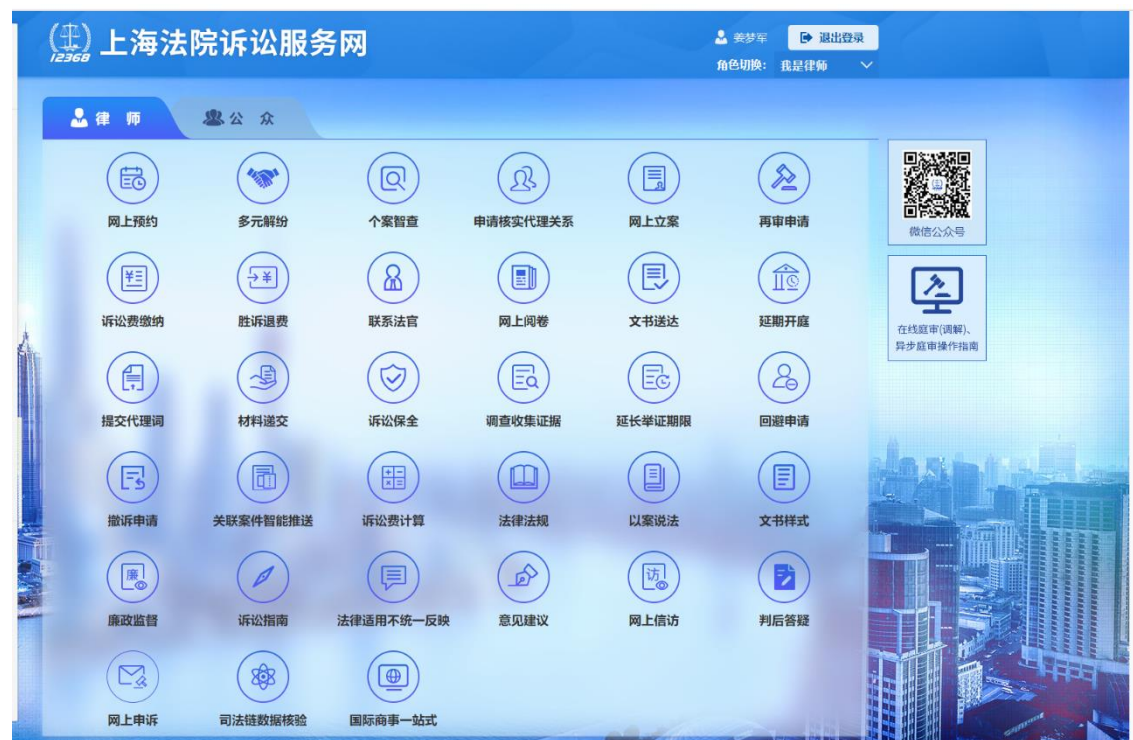 上海法院诉讼服务网
12368
姜梦军 退出登录
角色切换: 我是律师
律 师 公 众
网上预约 多元解纷 个案智查 申请核实代理关系 网上立案 再审申请
微信公众号
诉讼费缴纳 胜诉退费 联系法官 网上阅卷 文书送达 延期开庭
在线庭审(调解)、
异步庭审操作指南
提交代理词 材料递交 诉讼保全 调查收集证据 延长举证期限 回避申请
撤诉申请 关联案件智能推送 诉讼费计算 法律法规 以案说法 文书样式
廉
访
廉政监督 诉讼指南 法律适用不统一反映 意见建议 网上信访 判后答疑
网上申诉 司法链数据核验 国际商事一站式